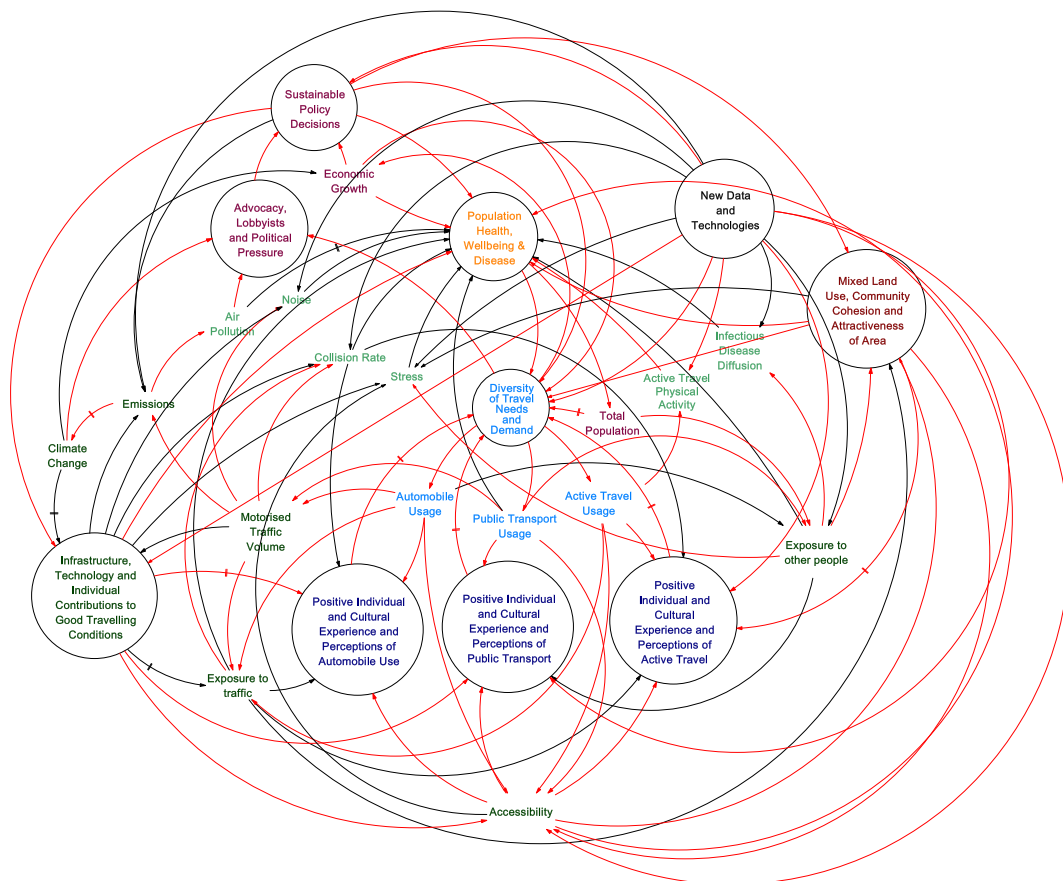 Sustainable
Policy
Decisions
Economic
Growth
New Data
and
Technologies
Advocacy,
Lobbyists
and Political
Pressure
Population
Health,
Wellbeing &
Disease
Mixed Land
Use, Community
Cohesion and
Attractiveness
of Area
Noise
Air
Pollution
Collision Rate
Stress
Infectious
Disease
Diffusion
Active Travel
Physical
Activity
Diversity
of Travel
Needs
and
Demand
Total
Population
Emissions
Climate
Change
Automobile
Usage
Active Travel
Usage
Public Transport
Usage
Motorised
Traffic
Volume
Exposure to
other people
Infrastructure,
Technology and
Individual
Contributions to
Good Travelling
Conditions
Positive Individual
and Cultural
Experience and
Perceptions of
Automobile Use
Positive Individual
and Cultural
Experience and
Perceptions of
Public Transport
Positive
Individual and
Cultural
Experience and
Perceptions of
Active Travel
Exposure to
traffic
Accessibility